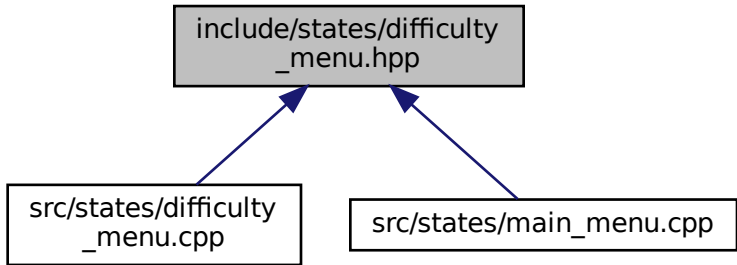 include/states/difficulty
_menu.hpp
src/states/difficulty
_menu.cpp
src/states/main_menu.cpp